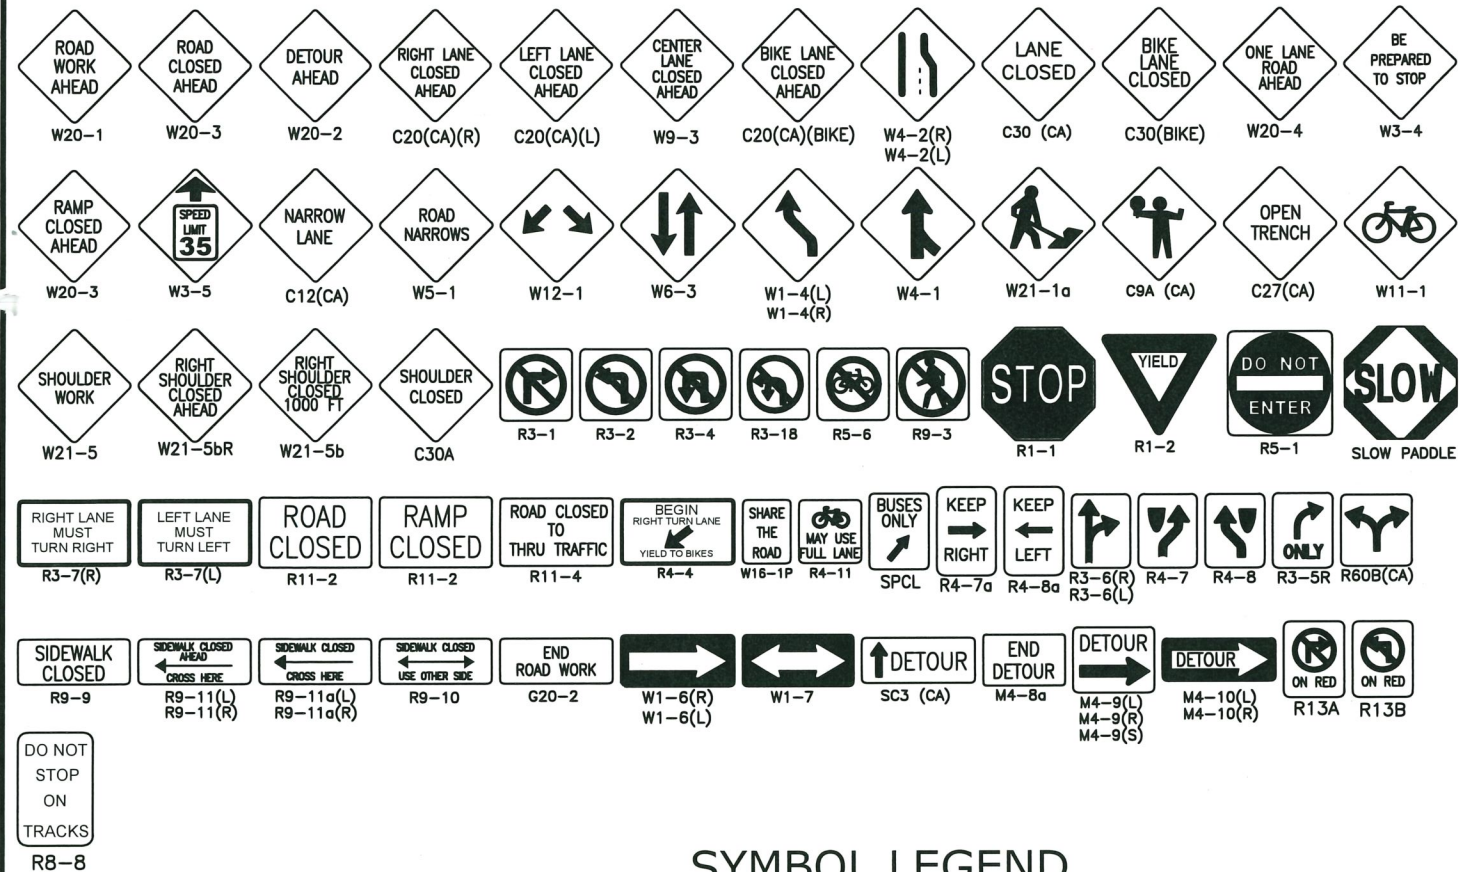 ROAD
WORK
AHEAD
W20-1
ROAD
CLOSED
AHEAD
W20-3
DETOUR
AHEAD
W20-2
RIGHT LANE
CLOSED
AHEAD
C20(CA)(R)
LEFT LANE
CLOSED
AHEAD
C20(CA)(L)
CENTER
LANE
CLOSED
AHEAD
W9-3
BIKE LANE
CLOSED
AHEAD
C20(CA)(BIKE)
W4-2(R)
W4-2(L)
LANE
CLOSED
C30 (CA)
BIKE
LANE
CLOSED
C30(BIKE)
ONE LANE
ROAD
AHEAD
W20-4
BE
PREPARED
TO STOP
W3-4
RAMP
CLOSED
AHEAD
W20-3
SPEED
LIMIT
35
W3-5
NARROW
LANE
C12(CA)
ROAD
NARROWS
W5-1
W12-1
W6-3
W1-4(L)
W1-4(R)
W4-1
W21-1a
C9A (CA)
OPEN
TRENCH
C27(CA)
W11-1
SHOULDER
WORK
W21-5
RIGHT
SHOULDER
CLOSED
AHEAD
W21-5bR
RIGHT
SHOULDER
CLOSED
1000 FT
W21-5b
SHOULDER
CLOSED
C30A
R3-1
R3-2
R3-4
R3-18
R5-6
R9-3
STOP
R1-1
YIELD
R1-2
DO NOT
ENTER
R5-1
SLOW
SLOW PADDLE
RIGHT LANE
MUST
TURN RIGHT
R3-7(R)
LEFT LANE
MUST
TURN LEFT
R3-7(L)
ROAD
CLOSED
R11-2
RAMP
CLOSED
R11-2
ROAD CLOSED
TO
THRU TRAFFIC
R11-4
BEGIN
RIGHT TURN LANE
YIELD TO BIKES
R4-4
SHARE
THE
ROAD
W16-1P
MAY USE
FULL LANE
R4-11
BUSES
ONLY
SPCL
KEEP
RIGHT
R4-7a
KEEP
LEFT
R4-8a
R3-6(R)
R3-6(L)
R4-7
R4-8
ONLY
R3-5R
R60B(CA)
SIDEWALK
CLOSED
R9-9
SIDEWALK CLOSED
AHEAD
CROSS HERE
R9-11(L)
R9-11(R)
SIDEWALK CLOSED
CROSS HERE
R9-11a(L)
R9-11a(R)
SIDEWALK CLOSED
USE OTHER SIDE
R9-10
END
ROAD WORK
G20-2
W1-6(R)
W1-6(L)
W1-7
DETOUR
SC3 (CA)
END
DETOUR
M4-8a
DETOUR
M4-9(L)
M4-9(R)
M4-9(S)
DETOUR
M4-10(L)
M4-10(R)
ON RED
R13A
ON RED
R13B
DO NOT
STOP
ON
TRACKS
R8-8
SYMBOL LEGEND